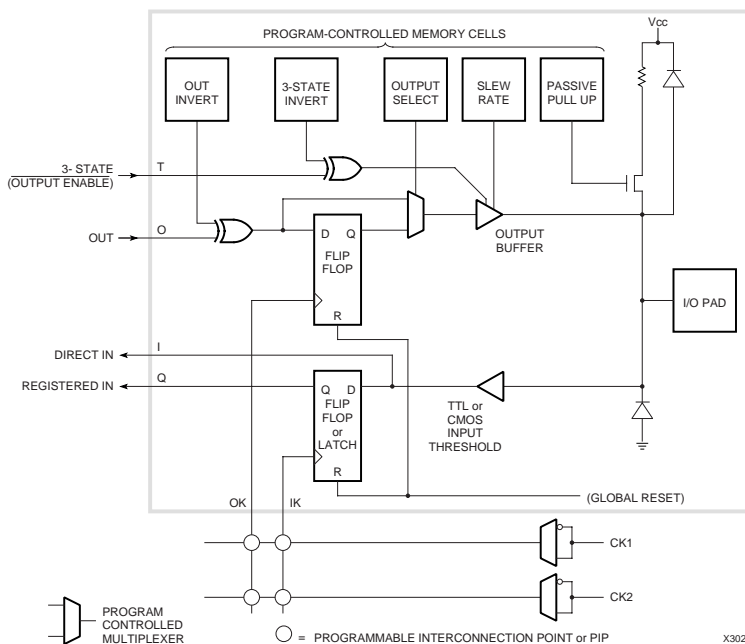 Vcc
PROGRAM-CONTROLLED MEMORY CELLS
OUT
INVERT
3-STATE
INVERT
OUTPUT
SELECT
SLEW
RATE
PASSIVE
PULL UP
3- STATE
(OUTPUT ENABLE)
T
OUT
O
D Q
FLIP
FLOP
R
OUTPUT
BUFFER
I/O PAD
DIRECT IN
I
REGISTERED IN
Q
Q D
FLIP
FLOP
or
LATCH
R
TTL or
CMOS
INPUT
THRESHOLD
OK
IK
(GLOBAL RESET)
CK1
CK2
PROGRAM
CONTROLLED
MULTIPLEXER
= PROGRAMMABLE INTERCONNECTION POINT or PIP
X302